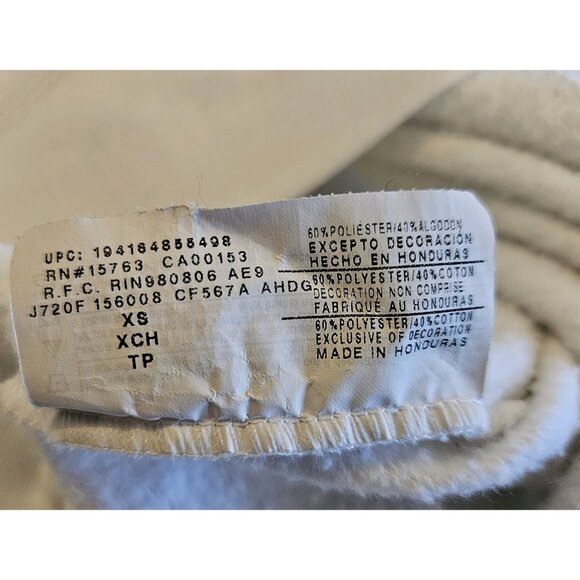 UPC: 194164855498
RN#15763 CA00153
R.F.C. RIN980806 AE9
J720F 156008 CF567A AHDG
XS
XCH
TP
60%POLIESTER/40%ALGODON
EXCEPTO DECORACION
HECHO EN HONDURAS
60%POLYESTER/40%COTON
DECORATION NON COMPRISE
FABRIQUE AU HONDURAS
60%POLYESTER/40%COTTON
EXCLUSIVE OF DECORATION
MADE IN HONDURAS